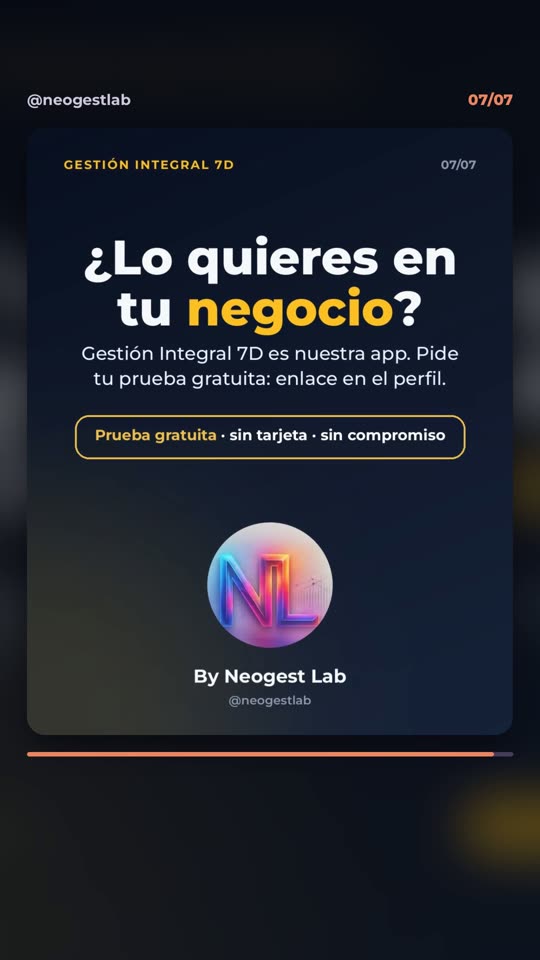 @neogestlab
07/07
GESTIÓN INTEGRAL 7D
07/07
¿Lo quieres en
tu negocio?
Gestión Integral 7D es nuestra app. Pide
tu prueba gratuita: enlace en el perfil.
Prueba gratuita · sin tarjeta · sin compromiso
NL
By Neogest Lab
@neogestlab